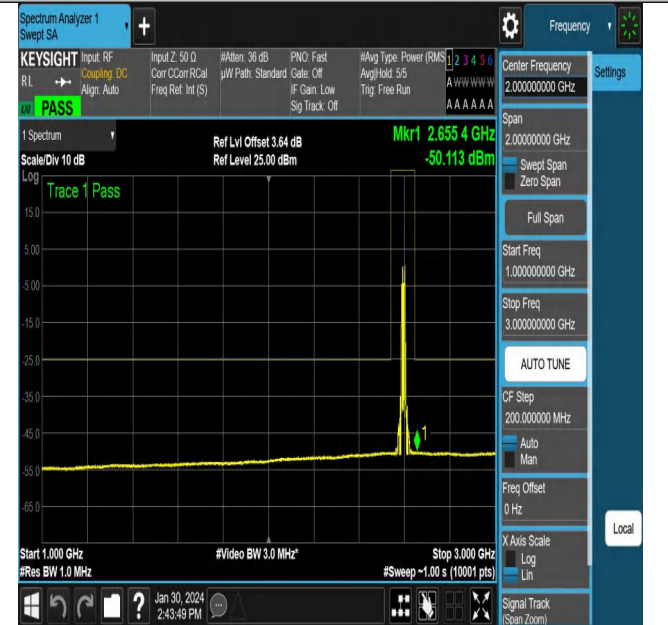 Spectrum Analyzer 1
Swept SA
+
Frequency
KEYSIGHT
RL
PASS
Input: RF
Coupling: DC
Align: Auto
Input Z: 50 Ω
Corr CCorr RCal
Freq Ref: Int (S)
#Atten: 36 dB
µW Path: Standard
PNO: Fast
Gate: Off
IF Gain: Low
Sig Track: Off
#Avg Type: Power (RMS
Avg|Hold: 5/5
Trig: Free Run
1 2 3 4 5 6
A W W W W W
A A A A A A
1 Spectrum
Scale/Div 10 dB
Ref Lvl Offset 3.64 dB
Ref Level 25.00 dBm
Mkr1 2.655 4 GHz
-50.113 dBm
Log
Trace 1 Pass
15.0
5.00
-5.00
-15.0
-25.0
-35.0
-45.0
-55.0
-65.0
1
Start 1.000 GHz
#Res BW 1.0 MHz
#Video BW 3.0 MHz*
Stop 3.000 GHz
#Sweep ~1.00 s (10001 pts)
Center Frequency
2.000000000 GHz
Settings
Span
2.00000000 GHz
Swept Span
Zero Span
Full Span
Start Freq
1.000000000 GHz
Stop Freq
3.000000000 GHz
AUTO TUNE
CF Step
200.000000 MHz
Auto
Man
Freq Offset
0 Hz
X Axis Scale
Log
Lin
Local
Signal Track
(Span Zoom)
?
Jan 30, 2024
2:43:49 PM